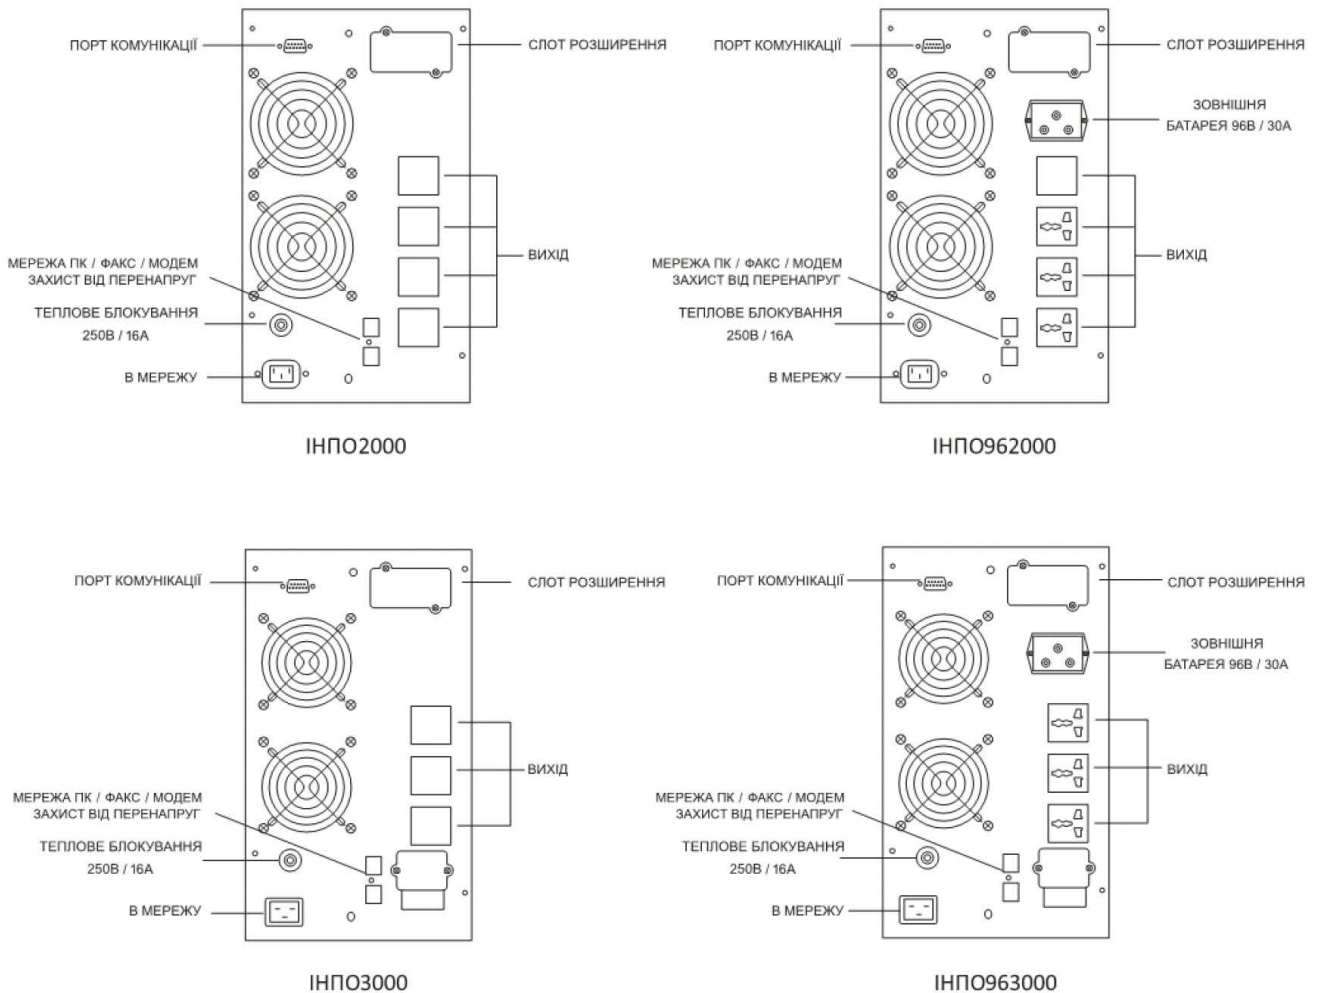 ПОРТ КОМУНІКАЦІЇ
СЛОТ РОЗШИРЕННЯ
МЕРЕЖА ПК / ФАКС / МОДЕМ
ЗАХИСТ ВІД ПЕРЕНАПРУГ
ВИХІД
ТЕПЛОВЕ БЛОКУВАННЯ
250В / 16А
В МЕРЕЖУ
ІНПО2000
ПОРТ КОМУНІКАЦІЇ
СЛОТ РОЗШИРЕННЯ
ЗОВНІШНЯ
БАТАРЕЯ 96В / 30А
МЕРЕЖА ПК / ФАКС / МОДЕМ
ЗАХИСТ ВІД ПЕРЕНАПРУГ
ВИХІД
ТЕПЛОВЕ БЛОКУВАННЯ
250В / 16А
В МЕРЕЖУ
ІНПО962000
ПОРТ КОМУНІКАЦІЇ
СЛОТ РОЗШИРЕННЯ
ВИХІД
МЕРЕЖА ПК / ФАКС / МОДЕМ
ЗАХИСТ ВІД ПЕРЕНАПРУГ
ТЕПЛОВЕ БЛОКУВАННЯ
250В / 16А
В МЕРЕЖУ
ІНПО3000
ПОРТ КОМУНІКАЦІЇ
СЛОТ РОЗШИРЕННЯ
ЗОВНІШНЯ
БАТАРЕЯ 96В / 30А
ВИХІД
МЕРЕЖА ПК / ФАКС / МОДЕМ
ЗАХИСТ ВІД ПЕРЕНАПРУГ
ТЕПЛОВЕ БЛОКУВАННЯ
250В / 16А
В МЕРЕЖУ
ІНПО963000